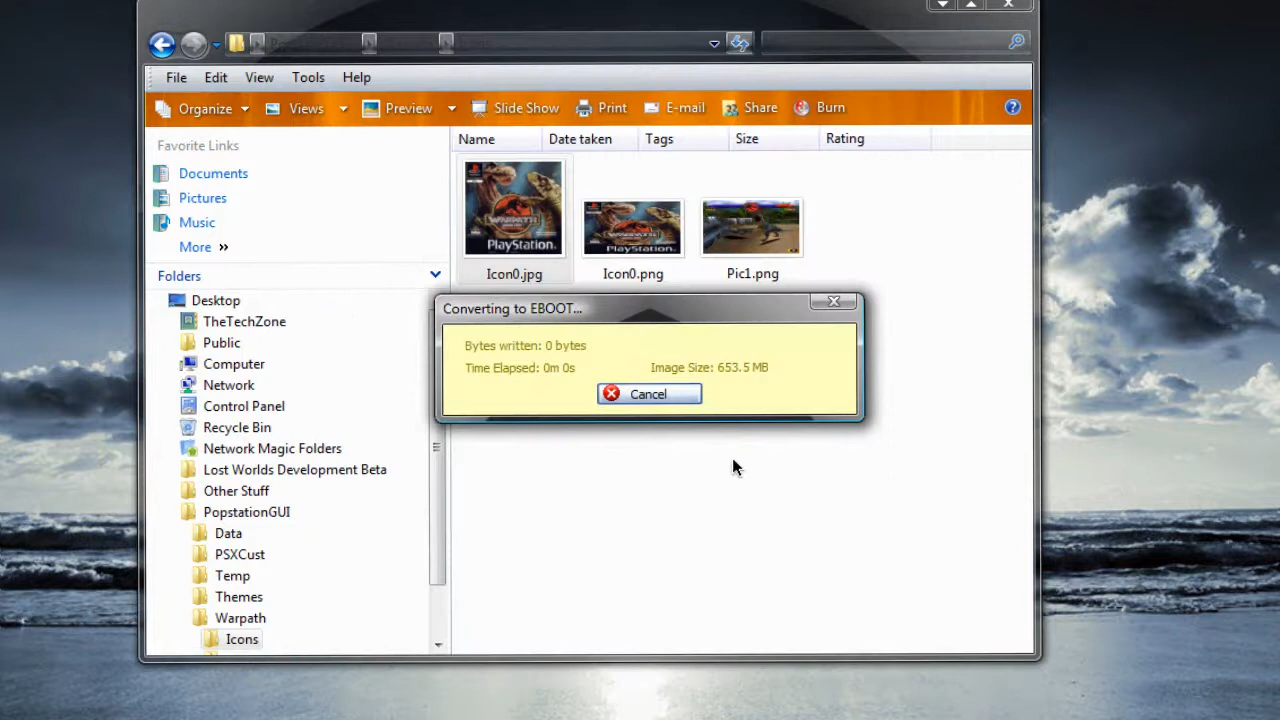 File Edit View Tools Help
Organize Views Preview Slide Show Print E-mail Share Burn
Favorite Links
Documents
Pictures
Music
More »
Folders
Desktop
TheTechZone
Public
Computer
Network
Control Panel
Recycle Bin
Network Magic Folders
Lost Worlds Development Beta
Other Stuff
PopstationGUI
Data
PSXCust
Temp
Themes
Warpath
Icons
Name Date taken Tags Size Rating
WARPATH
PlayStation
Icon0.jpg
WARPATH
PlayStation
Icon0.png
Pic1.png
Converting to EBOOT...
Bytes written: 0 bytes
Time Elapsed: 0m 0s Image Size: 653.5 MB
Cancel